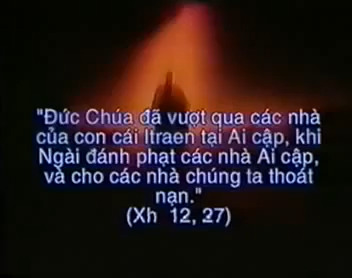 "Đức Chúa đã vượt qua các nhà
của con cái Itraen tại Ai cập, khi
Ngài đánh phạt các nhà Ai cập,
và cho các nhà chúng ta thoát
nạn."
(Xh 12, 27)